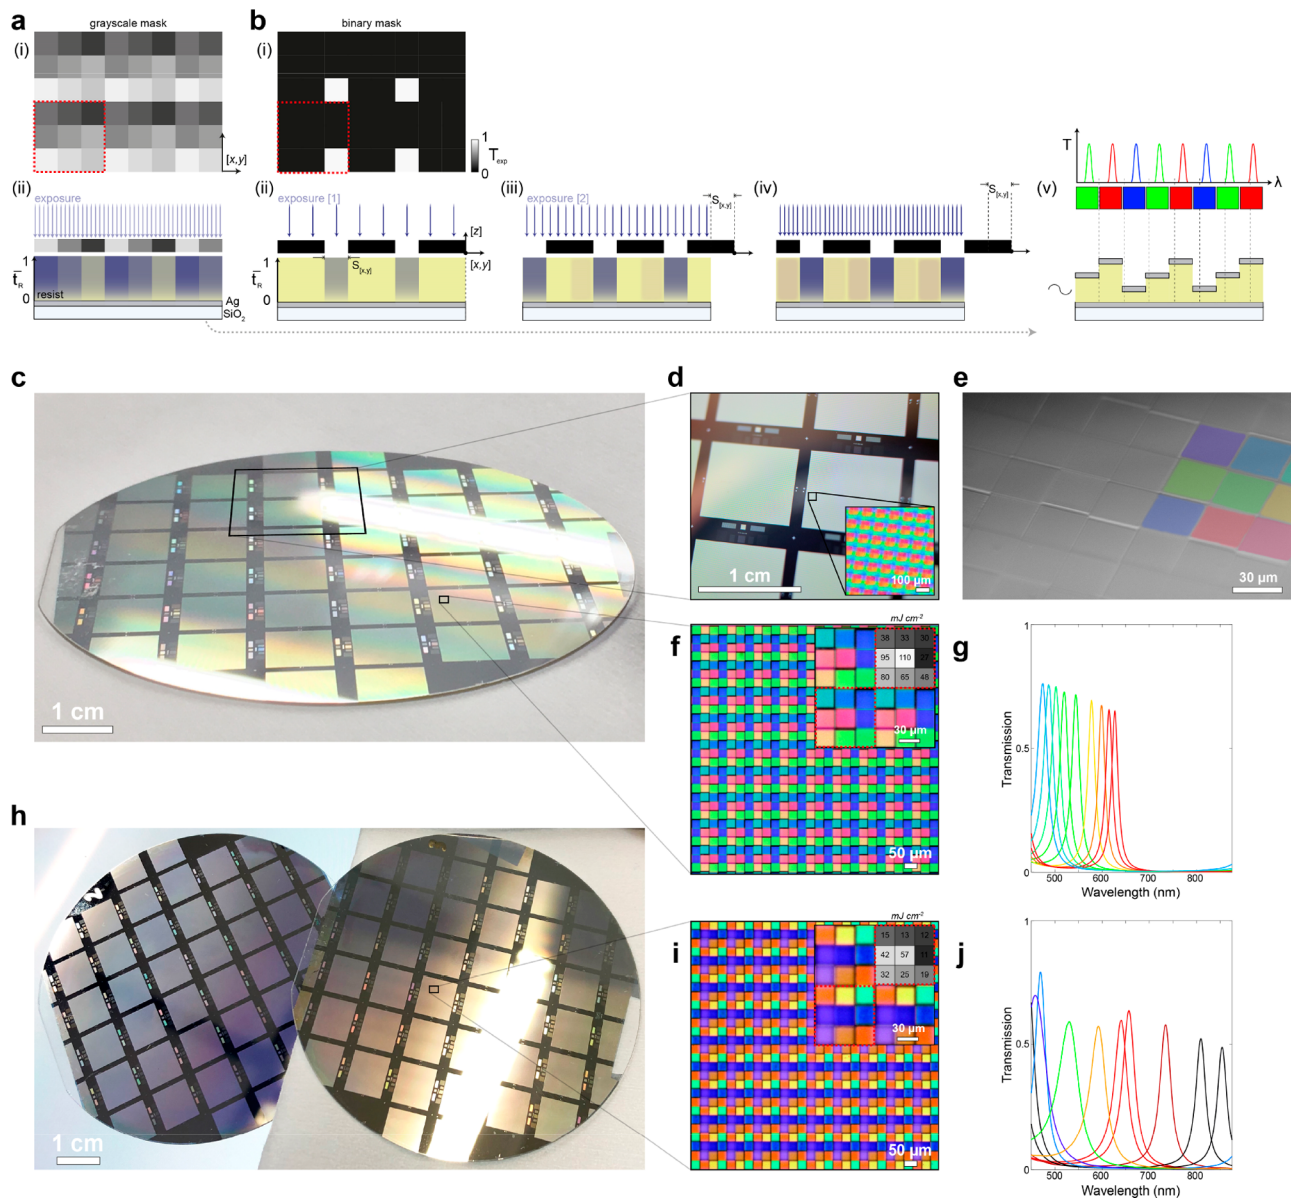 a
grayscale mask
(i)
[x,y]
(ii)
exposure
t̄R
1
0
resist
Ag
SiO2
b
binary mask
(i)
1
0
Texp
(ii)
exposure [1]
[z]
[x,y]
S[x,y]
t̄R
1
0
(iii)
exposure [2]
S[x,y]
(iv)
S[x,y]
(v)
T
λ
c
1 cm
d
1 cm
100 µm
e
30 µm
f
mJ cm-2
38 33 30
95 110 27
80 65 48
30 µm
50 µm
g
Transmission
1
0.5
0
500 600 700 800
Wavelength (nm)
h
1 cm
i
mJ cm-2
15 13 12
42 57 11
32 25 19
30 µm
50 µm
j
Transmission
1
0.5
0
500 600 700 800
Wavelength (nm)